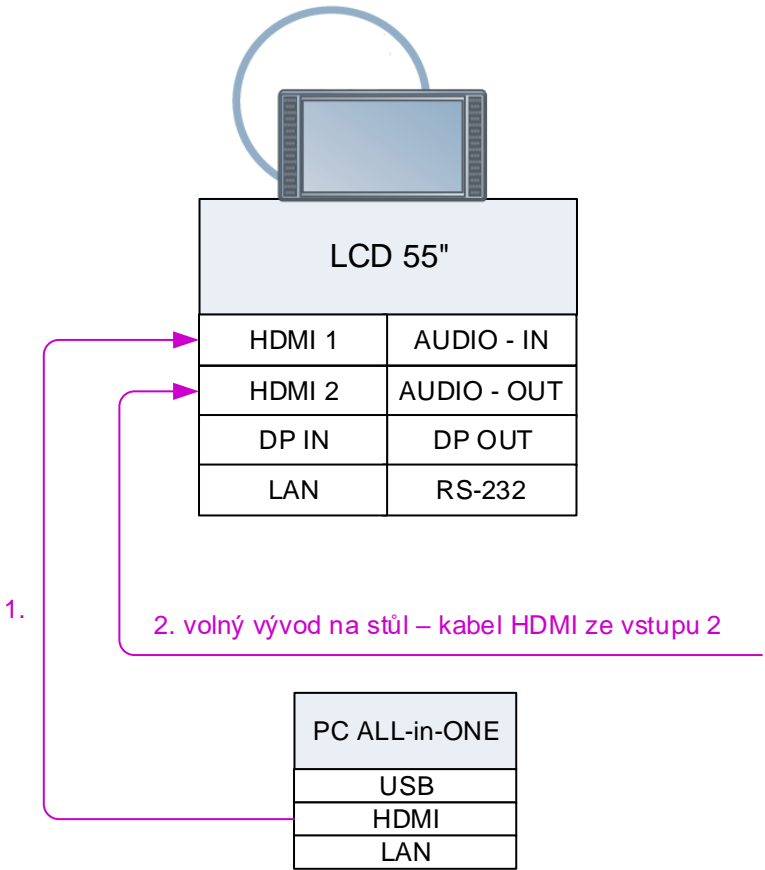 LCD 55"
HDMI 1 AUDIO - IN
HDMI 2 AUDIO - OUT
DP IN DP OUT
LAN RS-232
1.
2. volný vývod na stůl – kabel HDMI ze vstupu 2
PC ALL-in-ONE
USB
HDMI
LAN